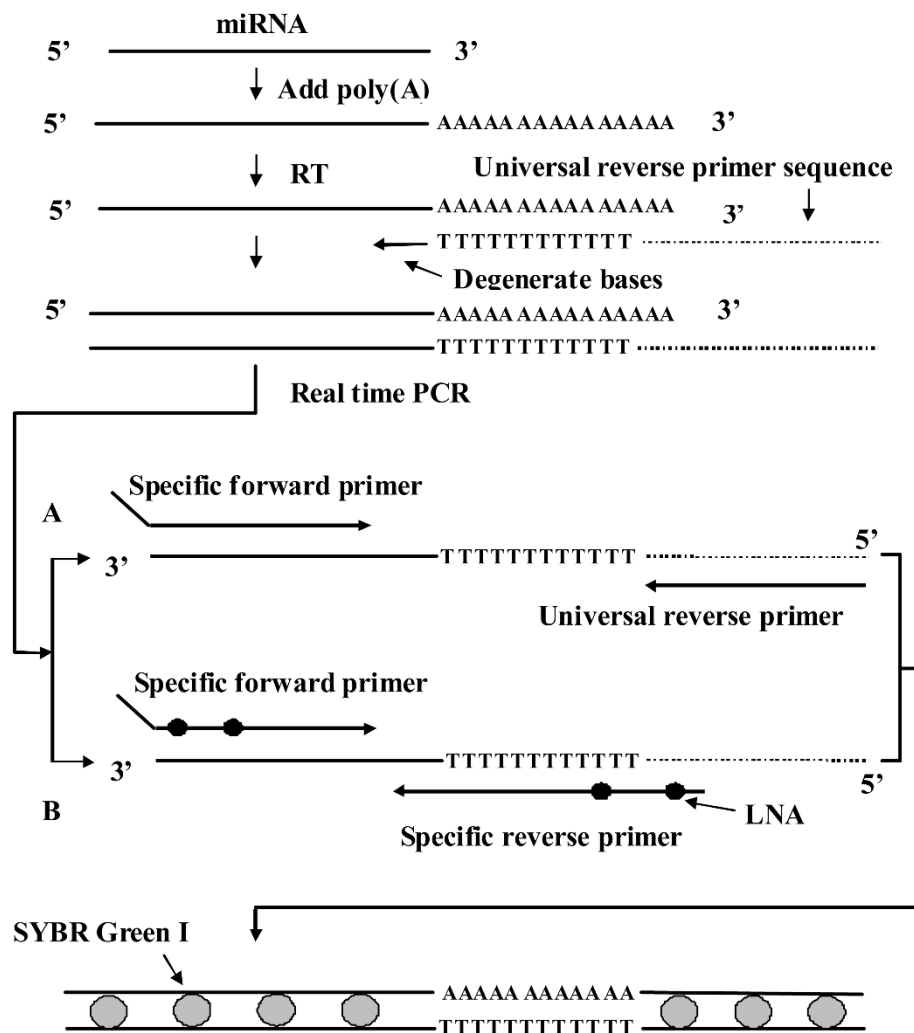 miRNA
5’ 3’
Add poly(A)
5’ AAAAA AAAAA AAAAA 3’
RT Universal reverse primer sequence
5’ AAAAA AAAAA AAAAA 3’
TTTTTTTTTTTT
Degenerate bases
5’ AAAAA AAAAA AAAAA 3’
TTTTTTTTTTTT
Real time PCR
Specific forward primer
A
3’ TTTTTTTTTTTT 5’
Universal reverse primer
Specific forward primer
3’ TTTTTTTTTTTT 5’
B LNA
Specific reverse primer
SYBR Green I
AAAAA AAAAAAA
TTTTTTTTTTTT